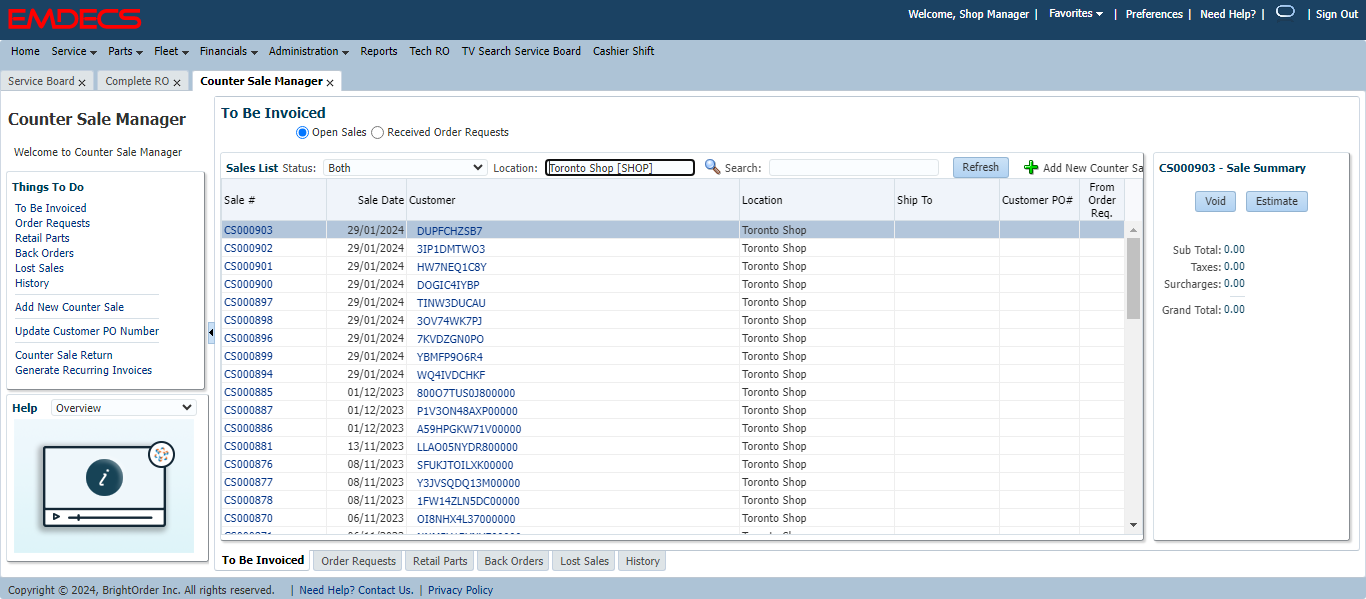 EMDECS
Welcome, Shop Manager | Favorites | Preferences | Need Help? | | Sign Out
Home Service Parts Fleet Financials Administration Reports Tech RO TV Search Service Board Cashier Shift
Service Board x Complete RO x Counter Sale Manager x
Counter Sale Manager
Welcome to Counter Sale Manager
Things To Do
To Be Invoiced
Order Requests
Retail Parts
Back Orders
Lost Sales
History
Add New Counter Sale
Update Customer PO Number
Counter Sale Return
Generate Recurring Invoices
Help Overview
i
To Be Invoiced
Open Sales Received Order Requests
Sales List Status: Both Location: Toronto Shop [SHOP] Search: Refresh Add New Counter Sa
Sale # Sale Date Customer Location Ship To Customer PO# From Order Req.
CS000903 29/01/2024 DUPFCHZSB7 Toronto Shop
CS000902 29/01/2024 3IP1DMTWO3 Toronto Shop
CS000901 29/01/2024 HW7NEQ1C8Y Toronto Shop
CS000900 29/01/2024 DOGIC4IYBP Toronto Shop
CS000897 29/01/2024 TINW3DUCAU Toronto Shop
CS000898 29/01/2024 3OV74WK7PJ Toronto Shop
CS000896 29/01/2024 7KVDZGN0PO Toronto Shop
CS000899 29/01/2024 YBMFP9O6R4 Toronto Shop
CS000894 29/01/2024 WQ4IVDCHKF Toronto Shop
CS000885 01/12/2023 800O7TUS0J800000 Toronto Shop
CS000887 01/12/2023 P1V3ON48AXP00000 Toronto Shop
CS000886 01/12/2023 A59HPGKW71V00000 Toronto Shop
CS000881 13/11/2023 LLAO05NYDR800000 Toronto Shop
CS000876 08/11/2023 SFUKJTOILXK00000 Toronto Shop
CS000877 08/11/2023 Y3JVSQDQ13M00000 Toronto Shop
CS000878 08/11/2023 1FW14ZLN5DC00000 Toronto Shop
CS000870 06/11/2023 OI8NHX4L37000000 Toronto Shop
CS000903 - Sale Summary
Void Estimate
Sub Total: 0.00
Taxes: 0.00
Surcharges: 0.00
Grand Total: 0.00
To Be Invoiced Order Requests Retail Parts Back Orders Lost Sales History
Copyright © 2024, BrightOrder Inc. All rights reserved. | Need Help? Contact Us. | Privacy Policy